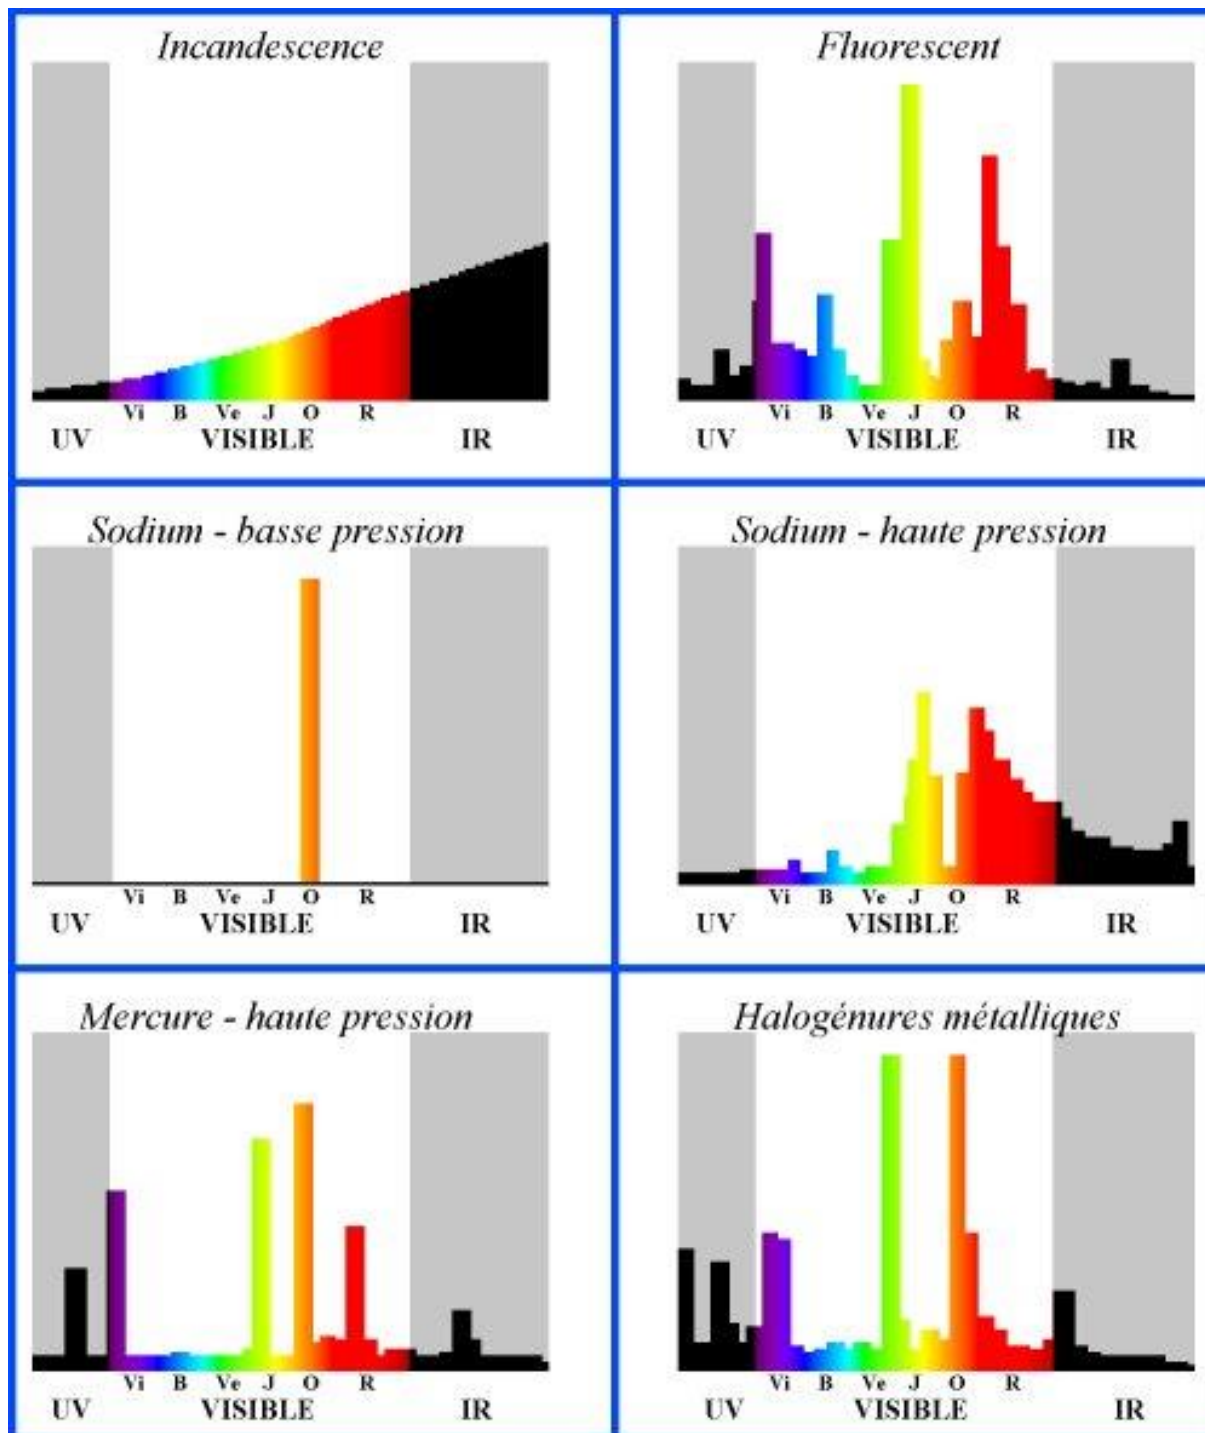 Incandescence
Vi B Ve J O R
UV VISIBLE IR
Fluorescent
Vi B Ve J O R
UV VISIBLE IR
Sodium - basse pression
Vi B Ve J O R
UV VISIBLE IR
Sodium - haute pression
Vi B Ve J O R
UV VISIBLE IR
Mercure - haute pression
Vi B Ve J O R
UV VISIBLE IR
Halogénures métalliques
Vi B Ve J O R
UV VISIBLE IR